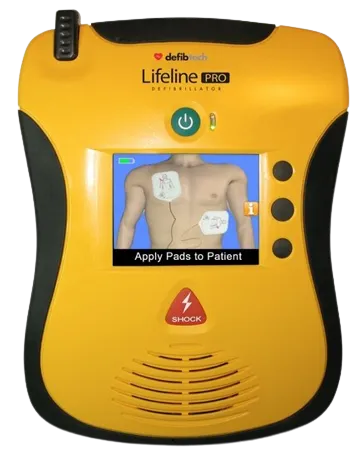 defibtech
Lifeline PRO
DEFIBRILLATOR
Apply Pads to Patient
SHOCK